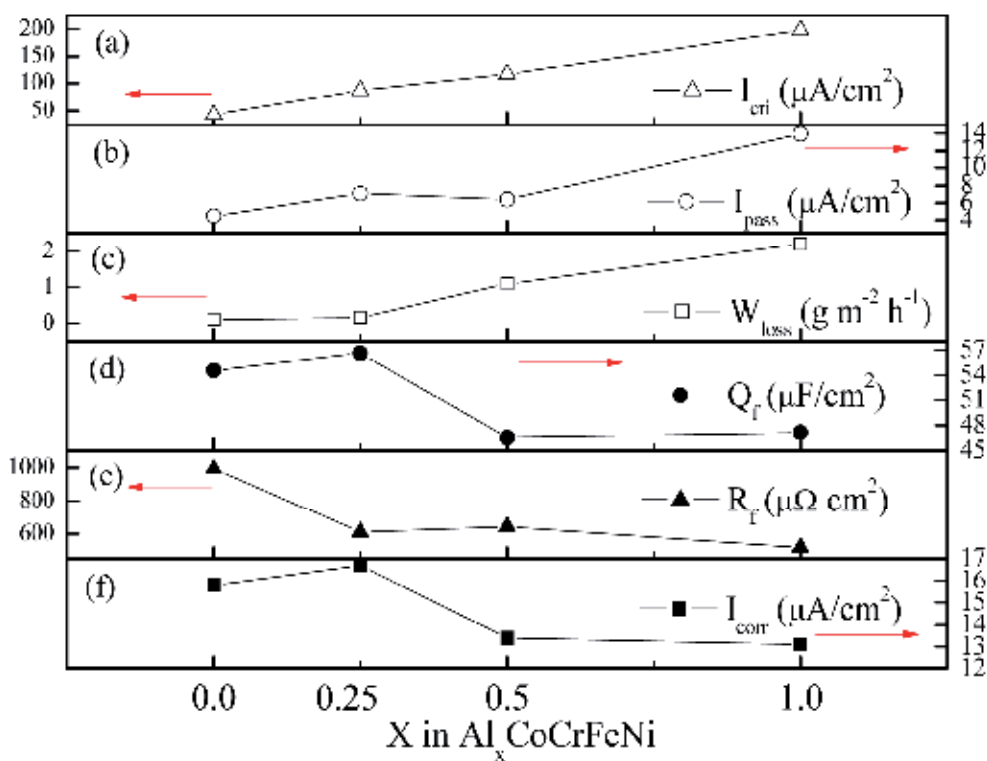 (a)
200
150
100
50
I_cri (μA/cm²)
(b)
14
12
10
8
6
4
I_pass (μA/cm²)
(c)
2
1
0
W_loss (g m⁻² h⁻¹)
(d)
57
54
51
48
45
Q_f (μF/cm²)
(e)
1000
800
600
R_f (μΩ cm²)
(f)
17
16
15
14
13
12
I_corr (μA/cm²)
0.0 0.25 0.5 1.0
X in Al_xCoCrFeNi